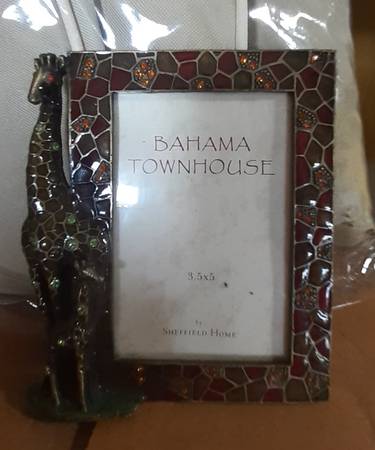 BAHAMA
TOWNHOUSE
3.5x5
by
SHEFFIELD HOME